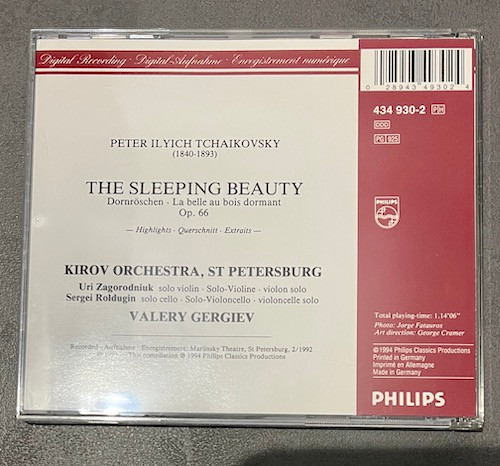 Digital Recording · Digital-Aufnahme · Enregistrement numérique
PETER ILYICH TCHAIKOVSKY
(1840-1893)
THE SLEEPING BEAUTY
Dornröschen · La belle au bois dormant
Op. 66
— Highlights · Querschnitt · Extraits —
KIROV ORCHESTRA, ST PETERSBURG
Uri Zagorodniuk solo violin · Solo-Violine · violon solo
Sergei Roldugin solo cello · Solo-Violoncello · violoncelle solo
VALERY GERGIEV
Recorded · Aufnahme · Enregistrement: Mariinsky Theatre, St Petersburg, 2/1992
This compilation ℗ 1994 Philips Classics Productions
0 28943 49302 4
434 930-2 PH
DDD
PG 925
PHILIPS
Total playing-time: 1.14'06"
Photo: Jorge Fatauros
Art direction: George Cramer
©1994 Philips Classics Productions
Printed in Germany
Imprimé en Allemagne
Made in Germany
PHILIPS